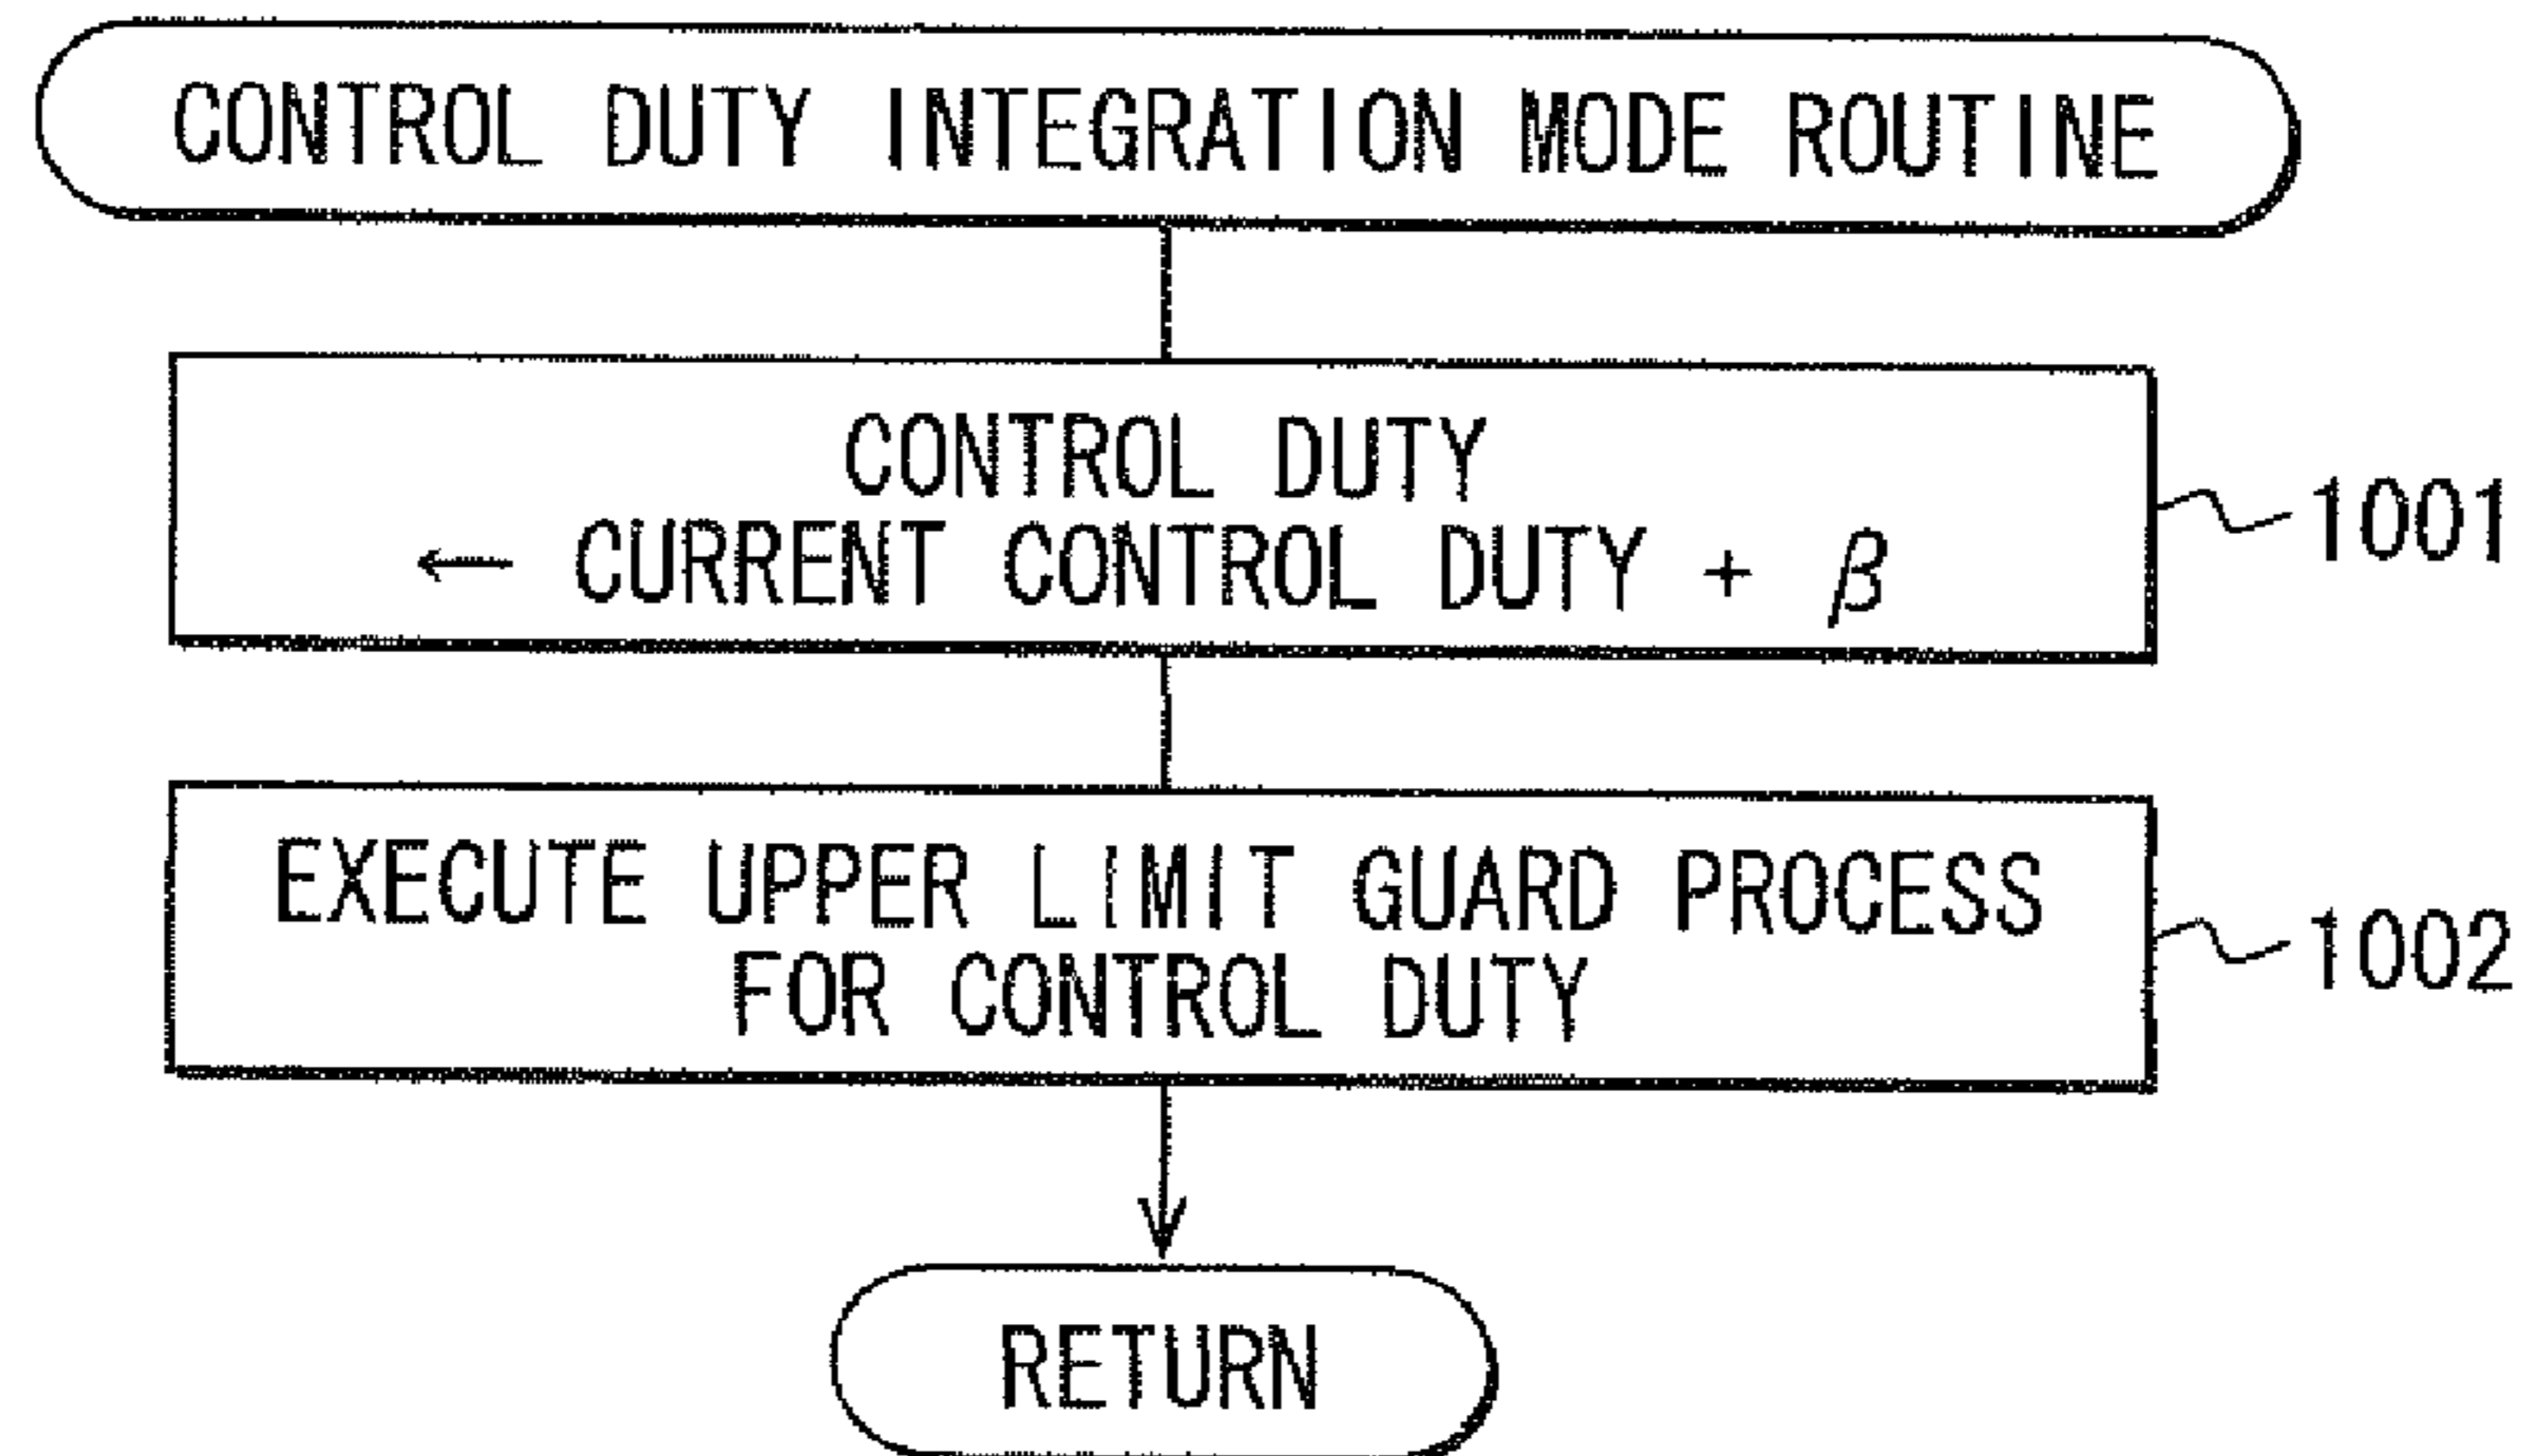 CONTROL DUTY INTEGRATION MODE ROUTINE
CONTROL DUTY
← CURRENT CONTROL DUTY + β
1001
EXECUTE UPPER LIMIT GUARD PROCESS
FOR CONTROL DUTY
1002
RETURN